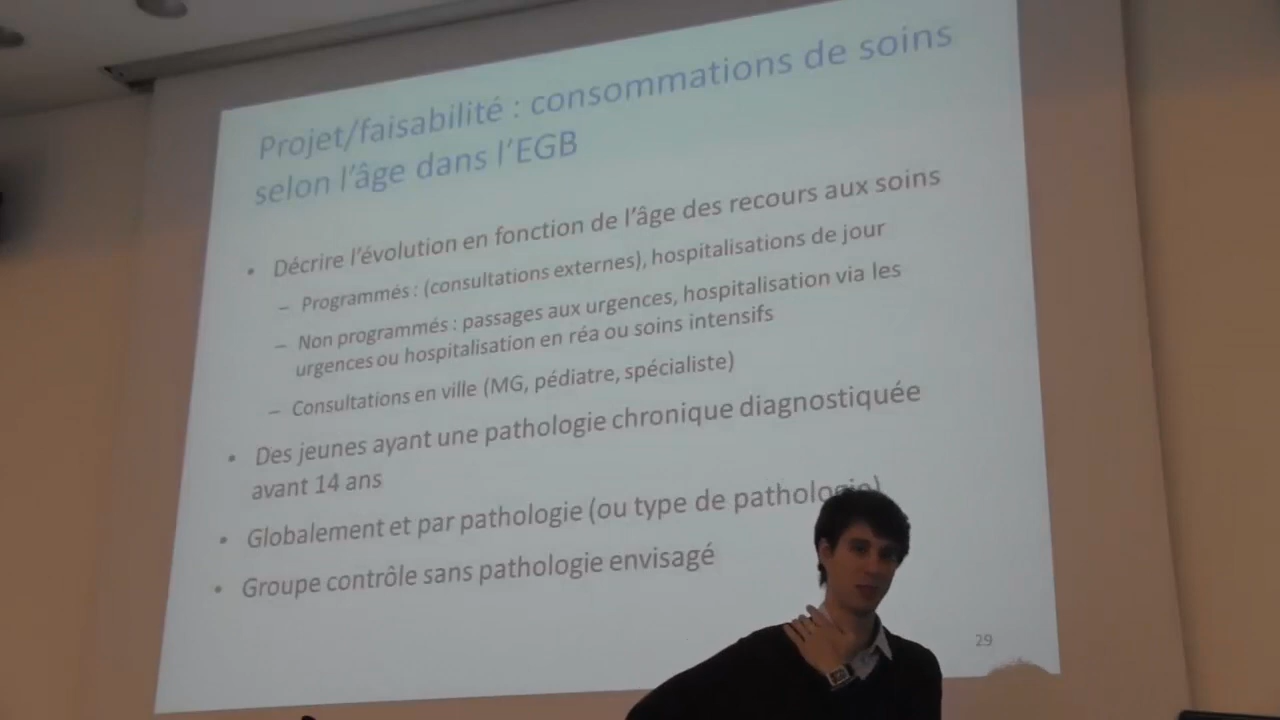 Projet/faisabilité : consommations de soins
selon l'âge dans l'EGB
• Décrire l'évolution en fonction de l'âge des recours aux soins
– Programmés : (consultations externes), hospitalisations de jour
– Non programmés : passages aux urgences, hospitalisation via les
urgences ou hospitalisation en réa ou soins intensifs
– Consultations en ville (MG, pédiatre, spécialiste)
• Des jeunes ayant une pathologie chronique diagnostiquée
avant 14 ans
• Globalement et par pathologie (ou type de pathologie)
• Groupe contrôle sans pathologie envisagé
29